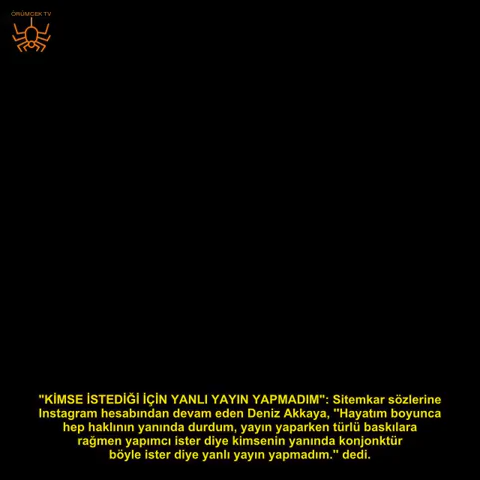 ÖRÜMCEK TV
"KİMSE İSTEDİĞİ İÇİN YANLI YAYIN YAPMADIM": Sitemkar sözlerine
Instagram hesabından devam eden Deniz Akkaya, "Hayatım boyunca
hep haklının yanında durdum, yayın yaparken türlü baskılara
rağmen yapımcı ister diye kimsenin yanında konjonktür
böyle ister diye yanlı yayın yapmadım." dedi.